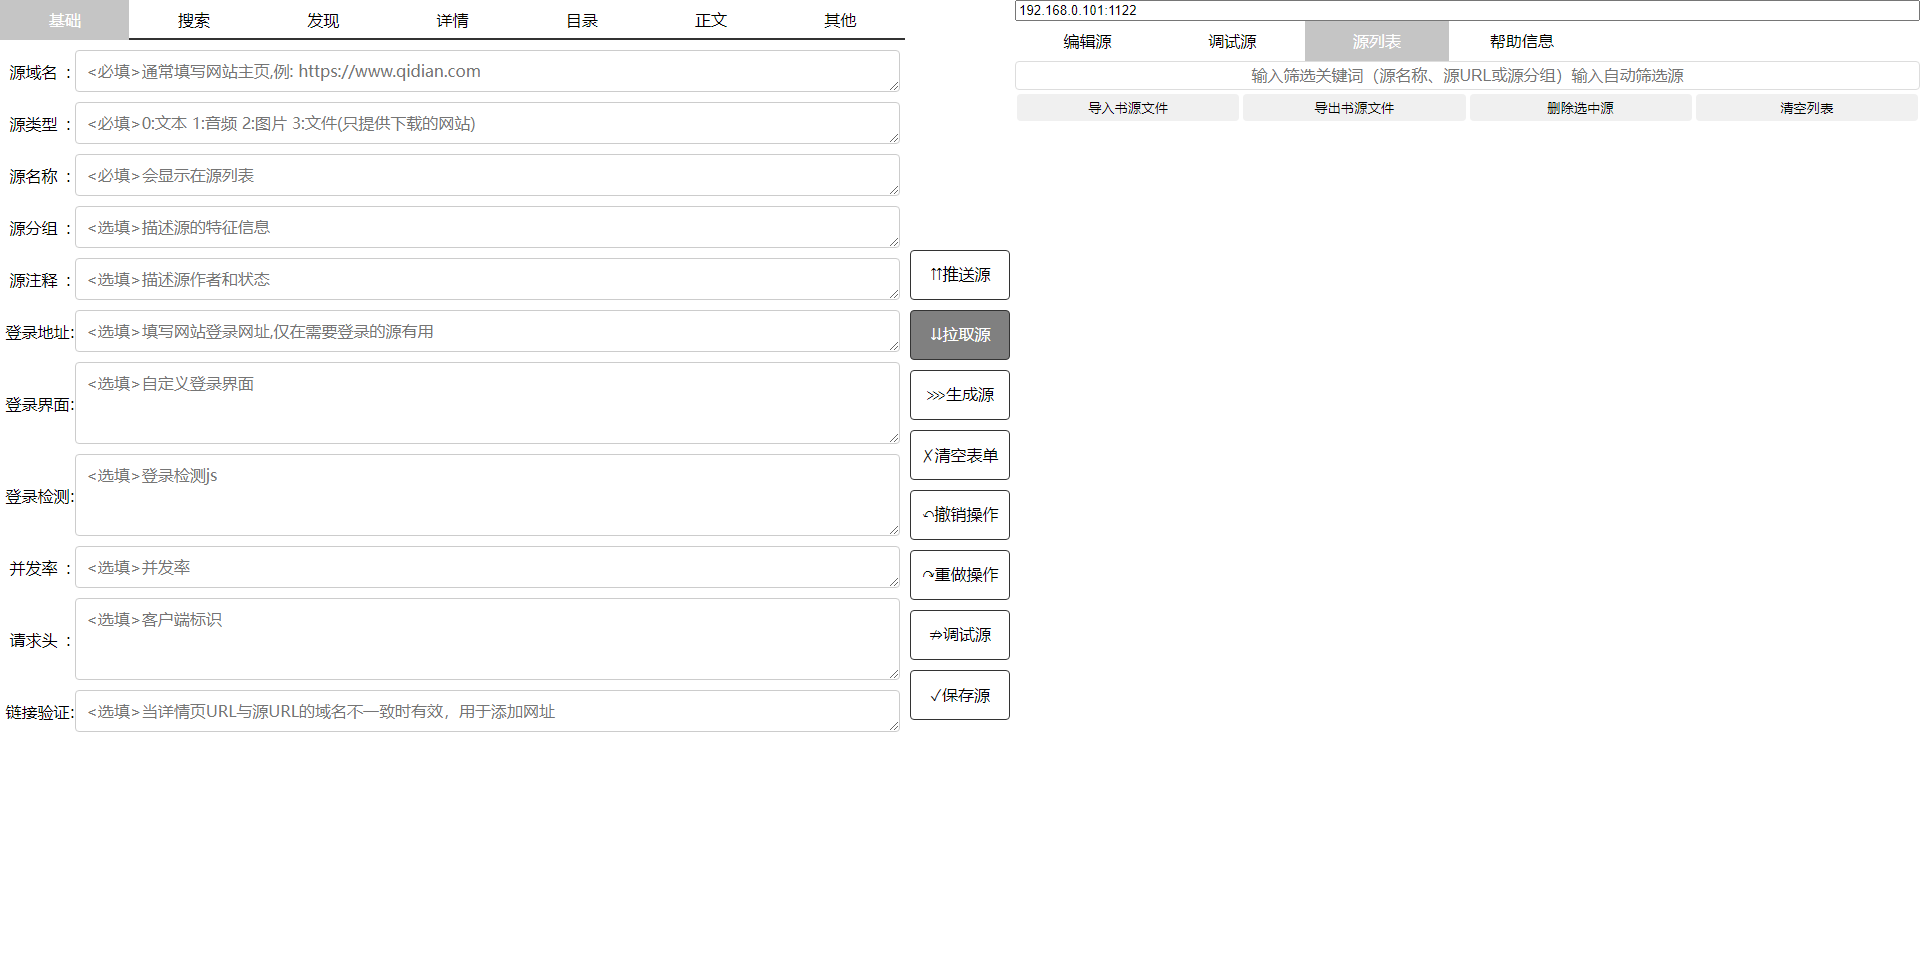 基础 搜索 发现 详情 目录 正文 其他
源域名 : <必填>通常填写网站主页,例: https://www.qidian.com
源类型 : <必填>0:文本 1:音频 2:图片 3:文件(只提供下载的网站)
源名称 : <必填>会显示在源列表
源分组 : <选填>描述源的特征信息
源注释 : <选填>描述源作者和状态
登录地址: <选填>填写网站登录网址,仅在需要登录的源有用
登录界面: <选填>自定义登录界面
登录检测: <选填>登录检测js
并发率 : <选填>并发率
请求头 : <选填>客户端标识
链接验证: <选填>当详情页URL与源URL的域名不一致时有效，用于添加网址
⇈推送源
⇊拉取源
⋙生成源
✗清空表单
↶撤销操作
↷重做操作
⇏调试源
✓保存源
192.168.0.101:1122
编辑源 调试源 源列表 帮助信息
输入筛选关键词（源名称、源URL或源分组）输入自动筛选源
导入书源文件 导出书源文件 删除选中源 清空列表